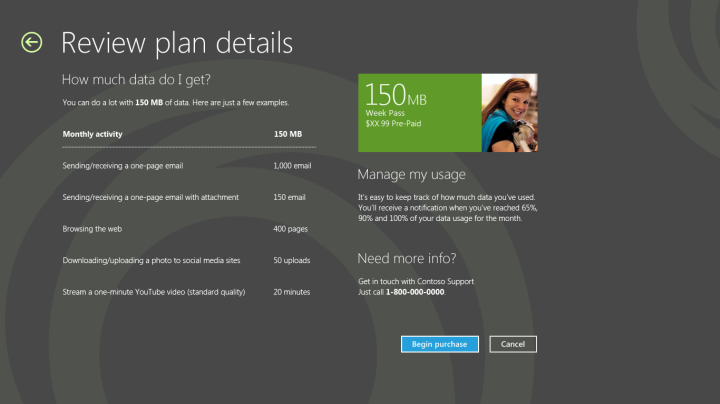 Review plan details
How much data do I get?
You can do a lot with 150 MB of data. Here are just a few examples.
Monthly activity 150 MB
Sending/receiving a one-page email 1,000 email
Sending/receiving a one-page email with attachment 150 email
Browsing the web 400 pages
Downloading/uploading a photo to social media sites 50 uploads
Stream a one-minute YouTube video (standard quality) 20 minutes
150MB
Week Pass
$XX.99 Pre-Paid
Manage my usage
It's easy to keep track of how much data you've used.
You'll receive a notification when you've reached 65%,
90% and 100% of your data usage for the month.
Need more info?
Get in touch with Contoso Support
Just call 1-800-000-0000.
Begin purchase
Cancel